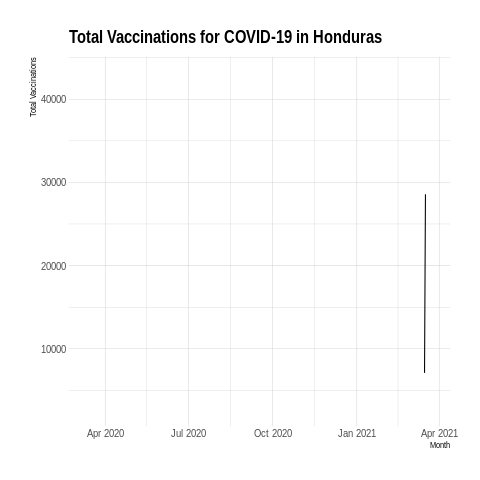 Total Vaccinations for COVID-19 in Honduras
Total Vaccinations
40000
30000
20000
10000
Apr 2020 Jul 2020 Oct 2020 Jan 2021 Apr 2021
Month